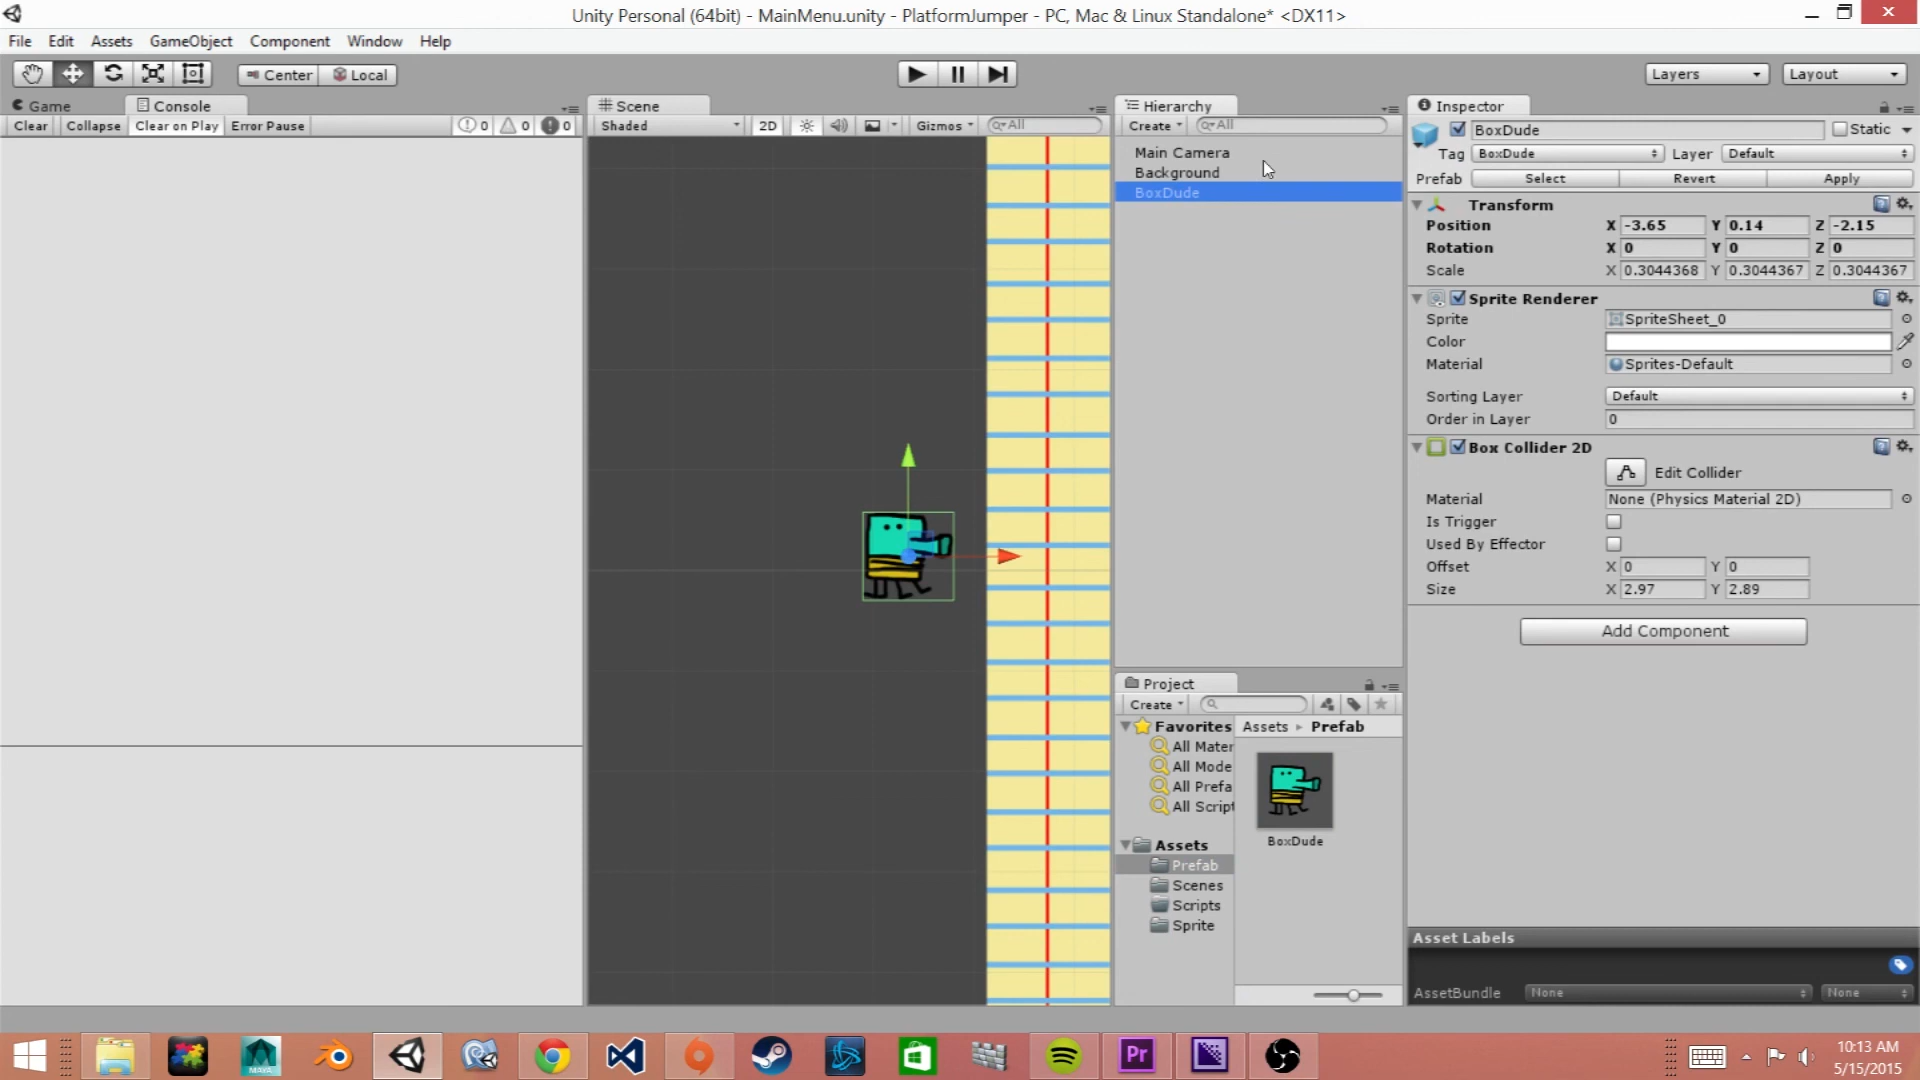 Unity Personal (64bit) - MainMenu.unity - PlatformJumper - PC, Mac & Linux Standalone* <DX11>
File Edit Assets GameObject Component Window Help
Center Local
Layers Layout
Game Console
Clear Collapse Clear on Play Error Pause 0 0 0
Scene
Shaded 2D Gizmos All
Hierarchy
Create All
Main Camera
Background
BoxDude
Project
Create
Favorites
All Mater
All Mode
All Prefa
All Script
Assets
Prefab
Scenes
Scripts
Sprite
Assets Prefab
BoxDude
Inspector
BoxDude Static
Tag BoxDude Layer Default
Prefab Select Revert Apply
Transform
Position X -3.65 Y 0.14 Z -2.15
Rotation X 0 Y 0 Z 0
Scale X 0.3044368 Y 0.3044367 Z 0.3044367
Sprite Renderer
Sprite SpriteSheet_0
Color
Material Sprites-Default
Sorting Layer Default
Order in Layer 0
Box Collider 2D
Edit Collider
Material None (Physics Material 2D)
Is Trigger
Used By Effector
Offset X 0 Y 0
Size X 2.97 Y 2.89
Add Component
Asset Labels
AssetBundle None None
MAYA
Pr
10:13 AM
5/15/2015